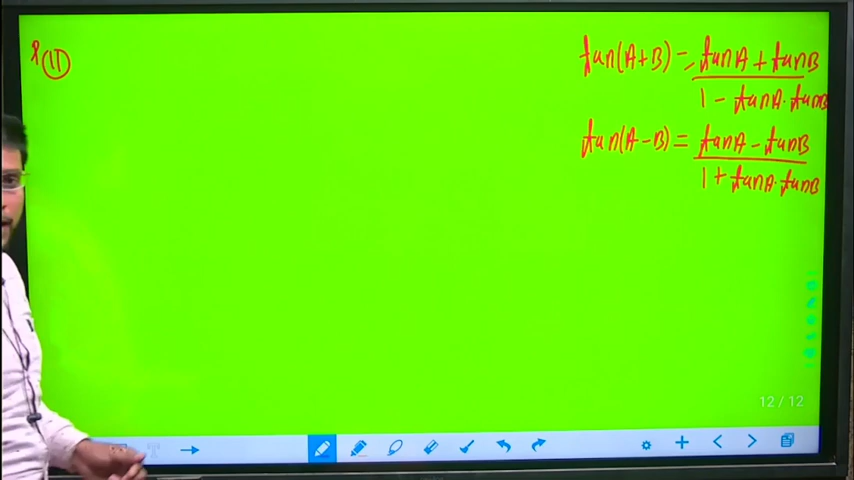 Q 11
tan(A+B) = tanA + tanB
1 - tanA. tanB
tan(A-B) = tanA - tanB
1 + tanA. tanB
12 / 12